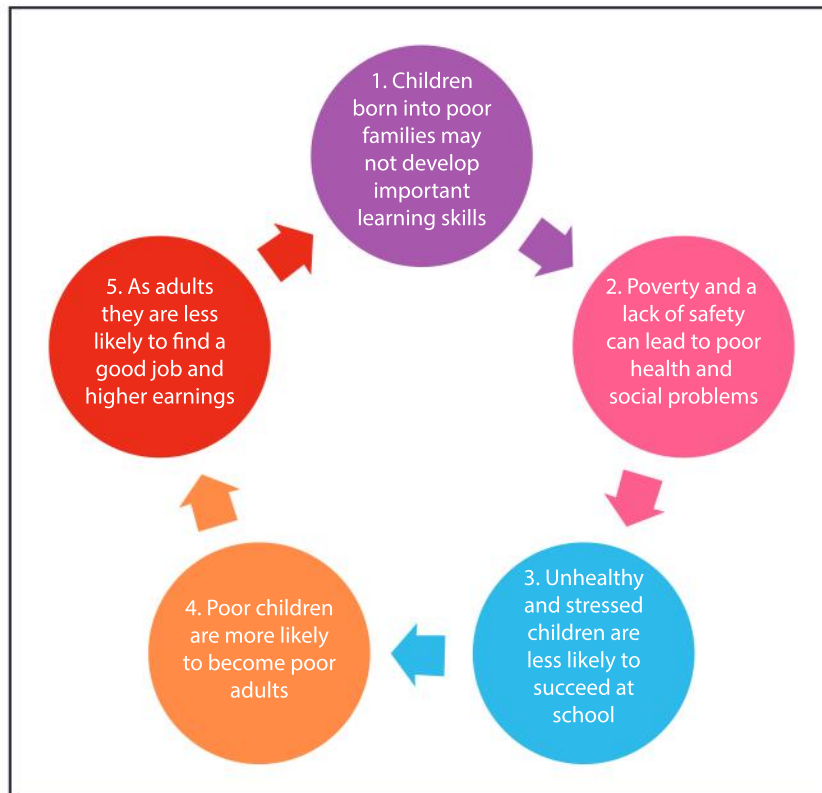 1. Children
born into poor
families may
not develop
important
learning skills
2. Poverty and a
lack of safety
can lead to poor
health and
social problems
3. Unhealthy
and stressed
children are
less likely to
succeed at
school
4. Poor children
are more likely
to become poor
adults
5. As adults
they are less
likely to find a
good job and
higher earnings